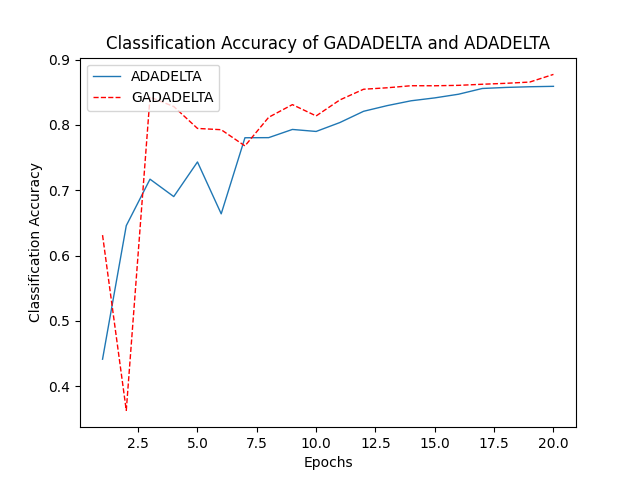 Classification Accuracy of GADADELTA and ADADELTA
ADADELTA
GADADELTA
Classification Accuracy
0.9
0.8
0.7
0.6
0.5
0.4
2.5 5.0 7.5 10.0 12.5 15.0 17.5 20.0
Epochs